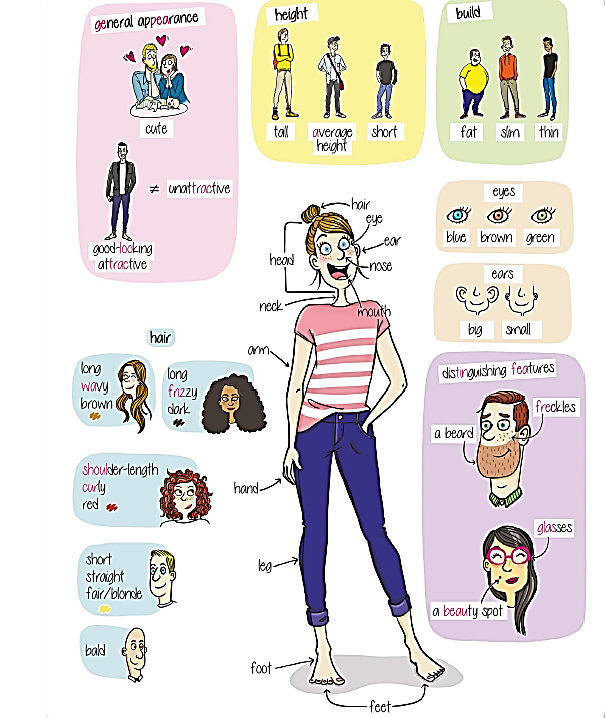 general appearance
cute
≠ unattractive
good-looking
attractive
height
tall
average
height
short
build
fat
slim
thin
eyes
blue
brown
green
ears
big
small
hair
eye
ear
head
nose
neck
mouth
arm
hand
leg
foot
feet
hair
long
wavy
brown
long
frizzy
dark
shoulder-length
curly
red
short
straight
fair/blonde
bald
distinguishing features
freckles
a beard
glasses
a beauty spot